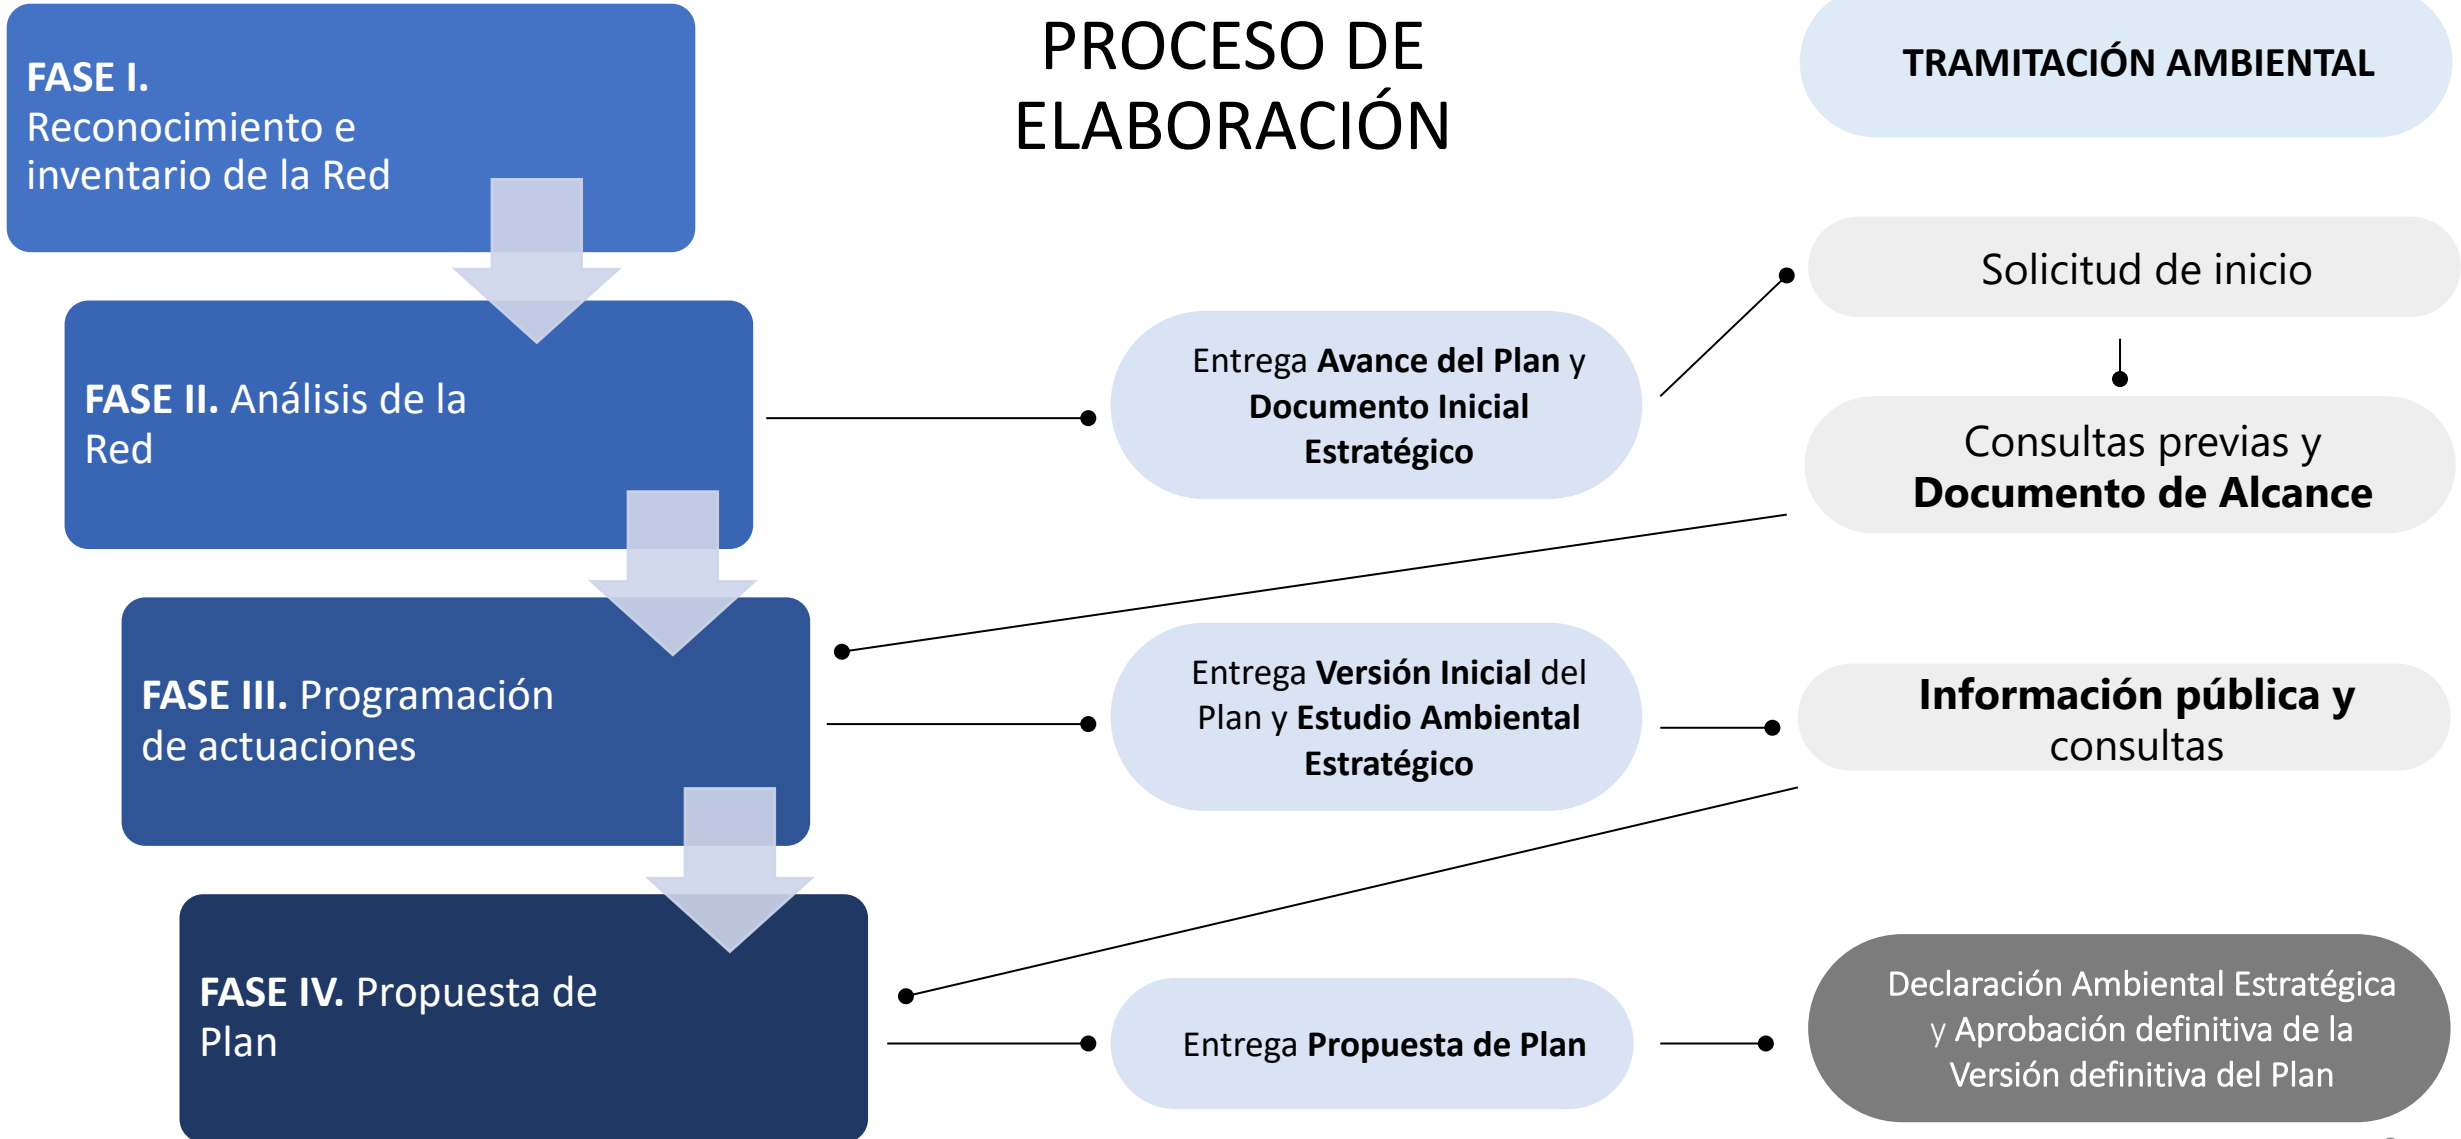 PROCESO DE
ELABORACIÓN
TRAMITACIÓN AMBIENTAL
FASE I.
Reconocimiento e
inventario de la Red
Solicitud de inicio
FASE II. Análisis de la
Red
Entrega Avance del Plan y
Documento Inicial
Estratégico
Consultas previas y
Documento de Alcance
FASE III. Programación
de actuaciones
Entrega Versión Inicial del
Plan y Estudio Ambiental
Estratégico
Información pública y
consultas
FASE IV. Propuesta de
Plan
Entrega Propuesta de Plan
Declaración Ambiental Estratégica
y Aprobación definitiva de la
Versión definitiva del Plan